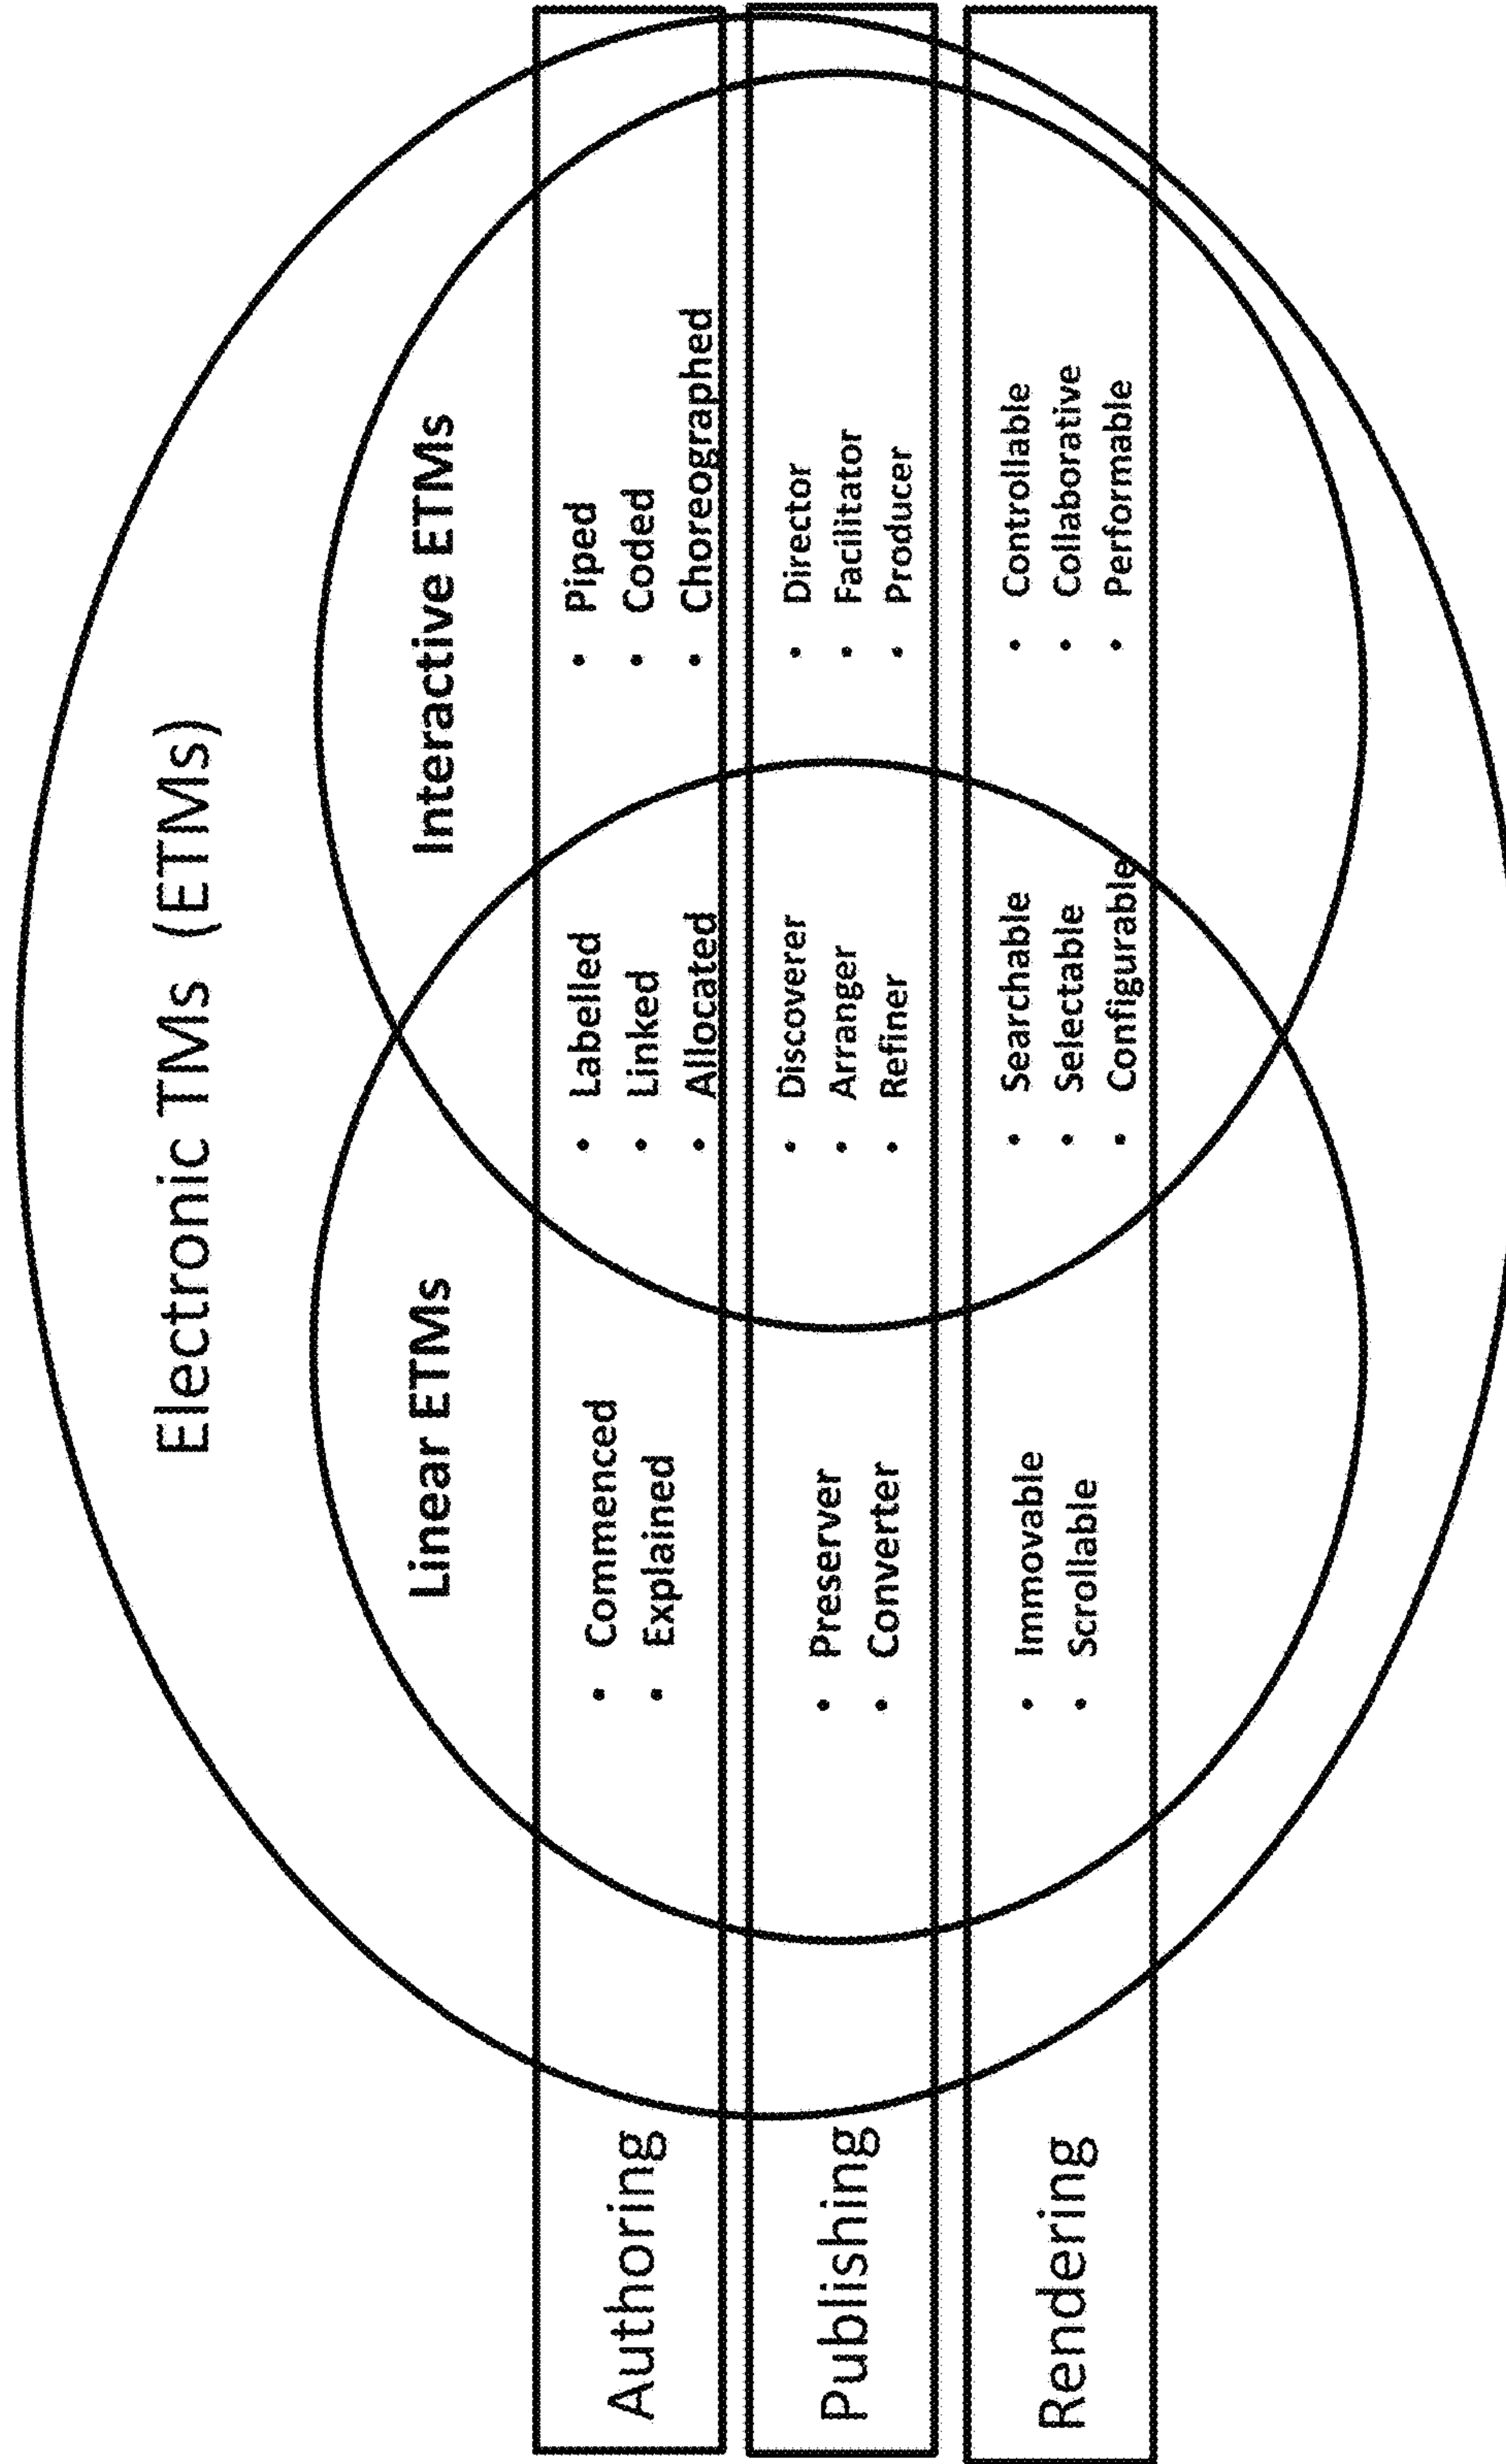 Electronic TMs (ETMs)
Linear ETMs
Interactive ETMs
Authoring
• Commenced
• Explained
• Labelled
• Linked
• Allocated
• Piped
• Coded
• Choreographed
Publishing
• Preserver
• Converter
• Discoverer
• Arranger
• Refiner
• Director
• Facilitator
• Producer
Rendering
• Immovable
• Scrollable
• Searchable
• Selectable
• Configurable
• Controllable
• Collaborative
• Performable